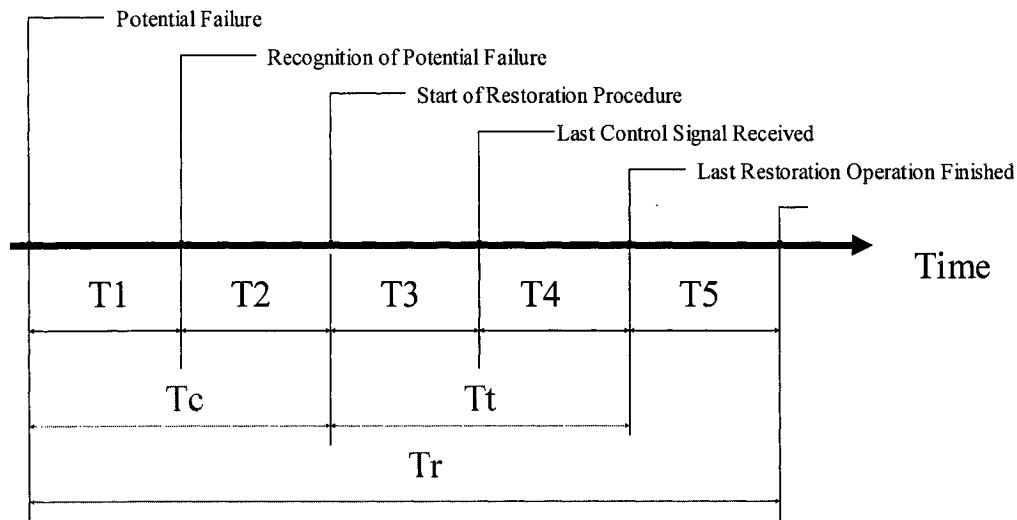 Potential Failure
Recognition of Potential Failure
Start of Restoration Procedure
Last Control Signal Received
Last Restoration Operation Finished
Time
T1 T2 T3 T4 T5
Tc Tt
Tr